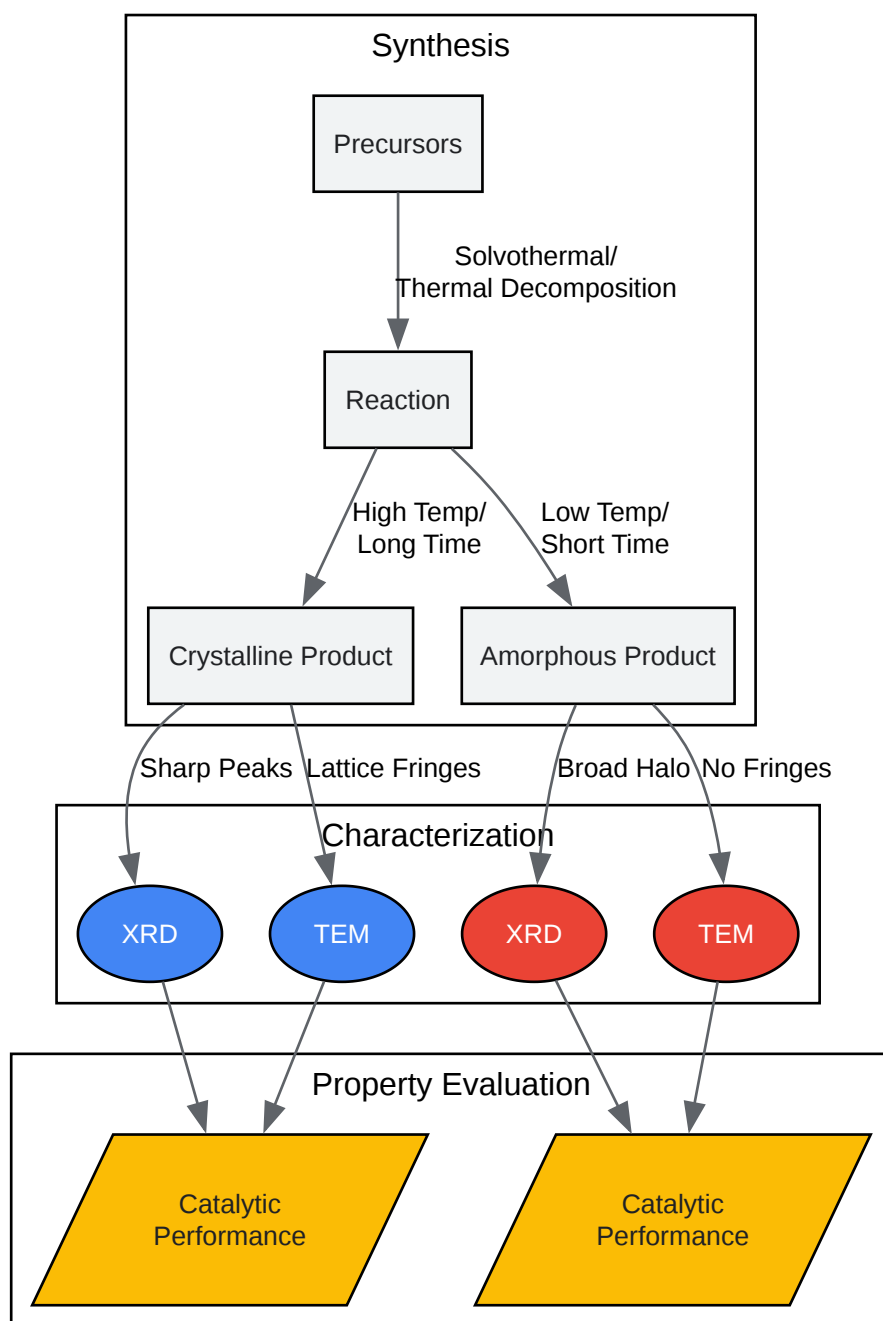 Synthesis
Precursors
Solvothermal/
Thermal Decomposition
Reaction
High Temp/
Long Time
Low Temp/
Short Time
Crystalline Product
Amorphous Product
Sharp Peaks
Lattice Fringes
Broad Halo
No Fringes
Characterization
XRD
TEM
XRD
TEM
Property Evaluation
Catalytic
Performance
Catalytic
Performance